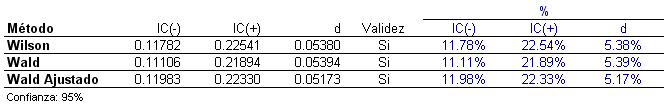 %
Método IC(-) IC(+) d Validez IC(-) IC(+) d
Wilson 0.11782 0.22541 0.05380 Si 11.78% 22.54% 5.38%
Wald 0.11106 0.21894 0.05394 Si 11.11% 21.89% 5.39%
Wald Ajustado 0.11983 0.22330 0.05173 Si 11.98% 22.33% 5.17%
Confianza: 95%